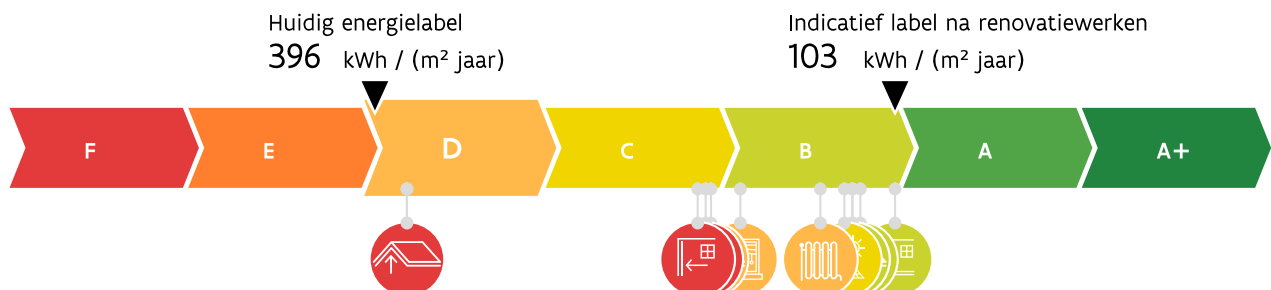 Huidig energielabel
396 kWh / (m² jaar)
Indicatief label na renovatiewerken
103 kWh / (m² jaar)
F
E
D
C
B
A
A+